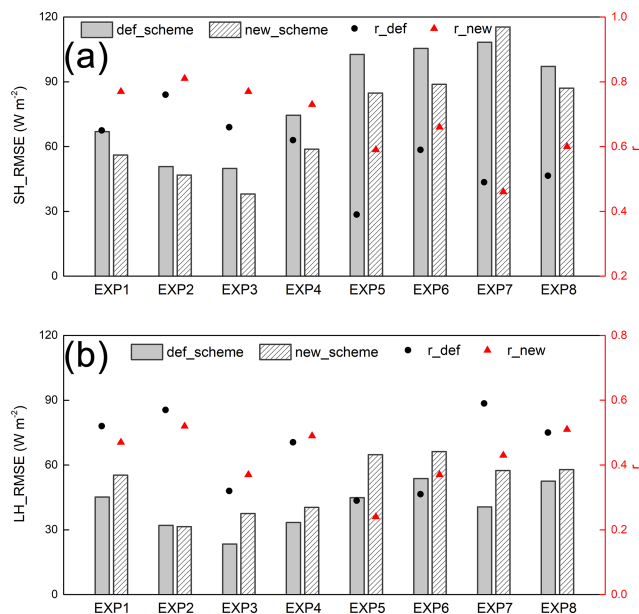 (a)
def_scheme new_scheme r_def r_new
SH_RMSE (W m-2)
120
90
60
30
0
r
1.0
0.8
0.6
0.4
0.2
EXP1 EXP2 EXP3 EXP4 EXP5 EXP6 EXP7 EXP8
(b)
def_scheme new_scheme r_def r_new
LH_RMSE (W m-2)
120
90
60
30
0
r
0.8
0.6
0.4
0.2
0.0
EXP1 EXP2 EXP3 EXP4 EXP5 EXP6 EXP7 EXP8